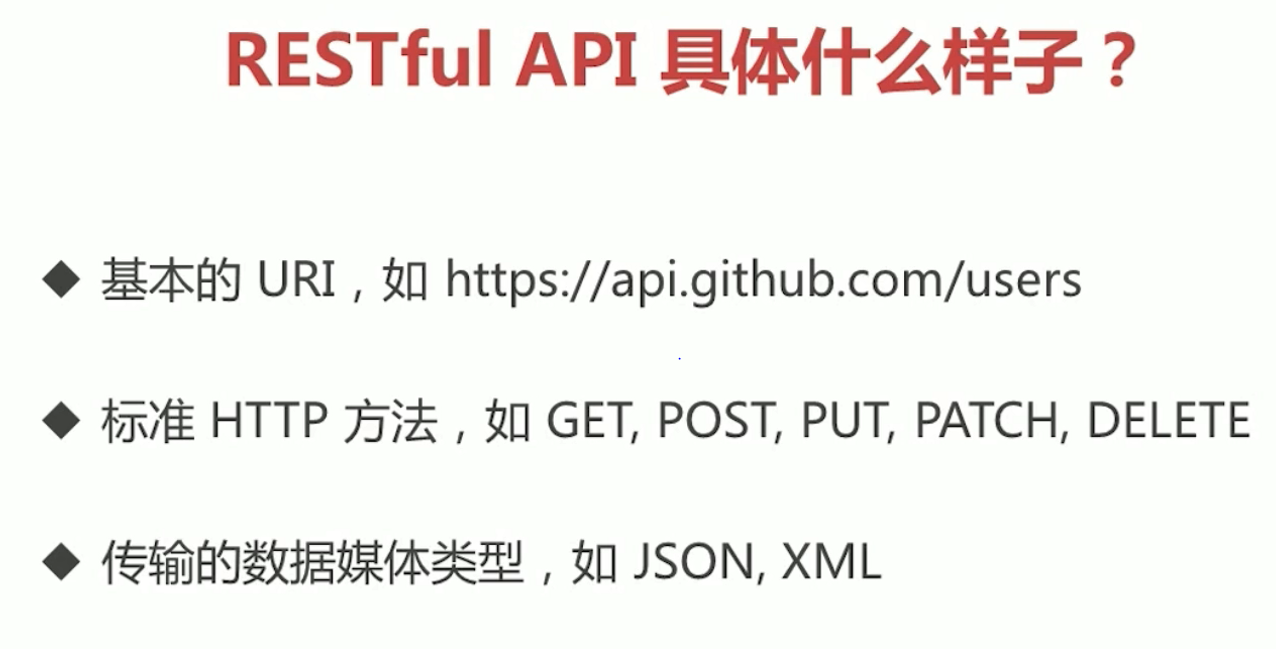 RESTful API 具体什么样子？
◆ 基本的 URI，如 https://api.github.com/users
◆ 标准 HTTP 方法，如 GET, POST, PUT, PATCH, DELETE
◆ 传输的数据媒体类型，如 JSON, XML